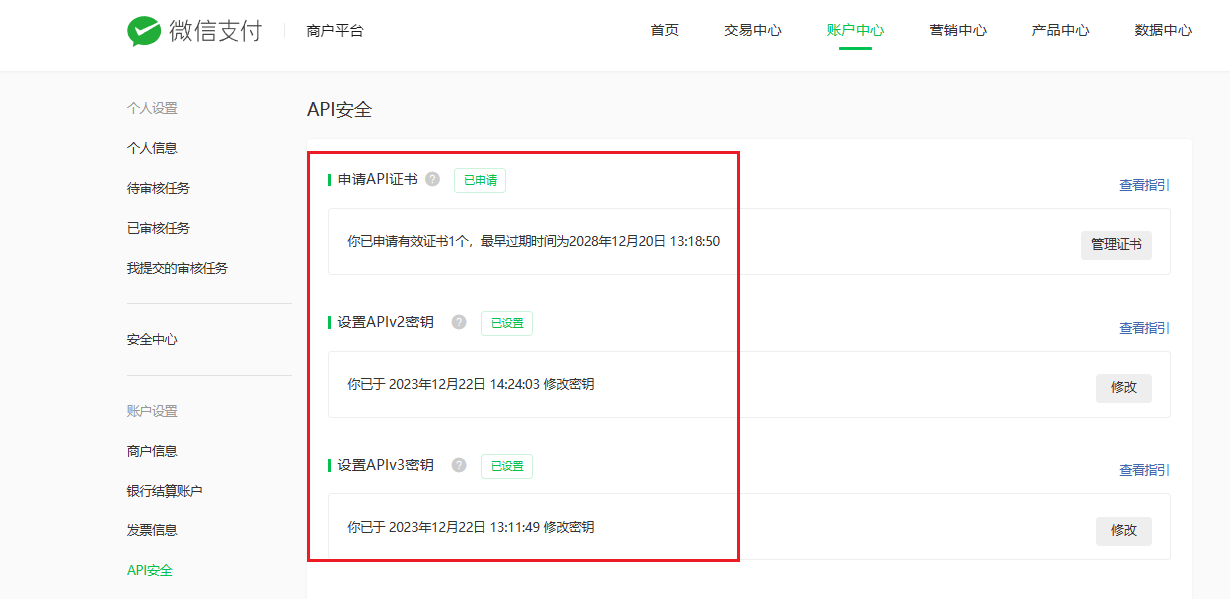 微信支付 商户平台 首页 交易中心 账户中心 营销中心 产品中心 数据中心
个人设置
个人信息
待审核任务
已审核任务
我提交的审核任务
安全中心
账户设置
商户信息
银行结算账户
发票信息
API安全
API安全
申请API证书 ? 已申请 查看指引
你已申请有效证书1个，最早过期时间为2028年12月20日 13:18:50 管理证书
设置APIv2密钥 ? 已设置 查看指引
你已于 2023年12月22日 14:24:03 修改密钥 修改
设置APIv3密钥 ? 已设置 查看指引
你已于 2023年12月22日 13:11:49 修改密钥 修改